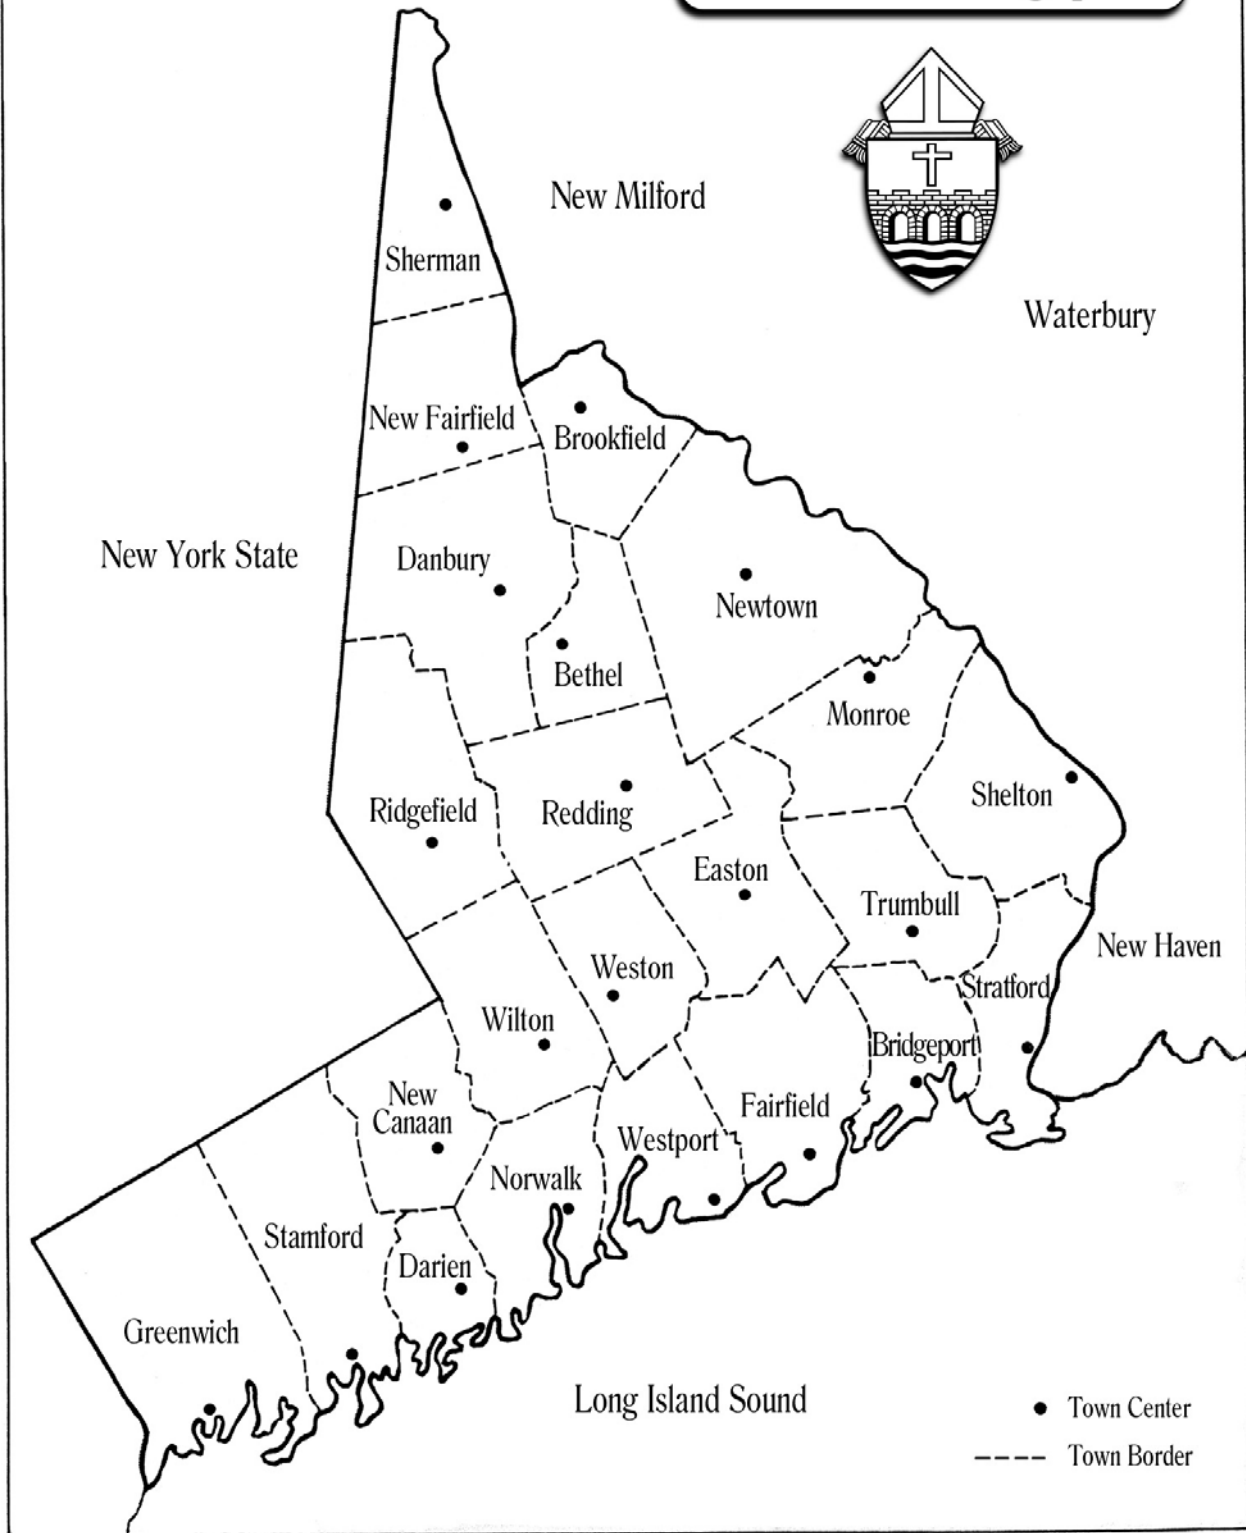 New Milford
Sherman
Waterbury
New Fairfield
Brookfield
New York State
Danbury
Newtown
Bethel
Monroe
Shelton
Ridgefield
Redding
Easton
Trumbull
New Haven
Weston
Stratford
Wilton
Bridgeport
New
Canaan
Fairfield
Westport
Norwalk
Stamford
Darien
Greenwich
Long Island Sound
Town Center
Town Border